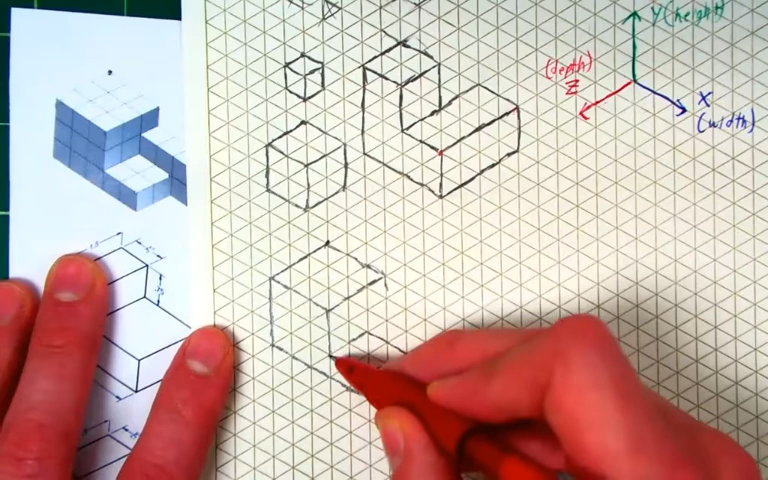 Y (height)
(depth)
Z
X
(width)